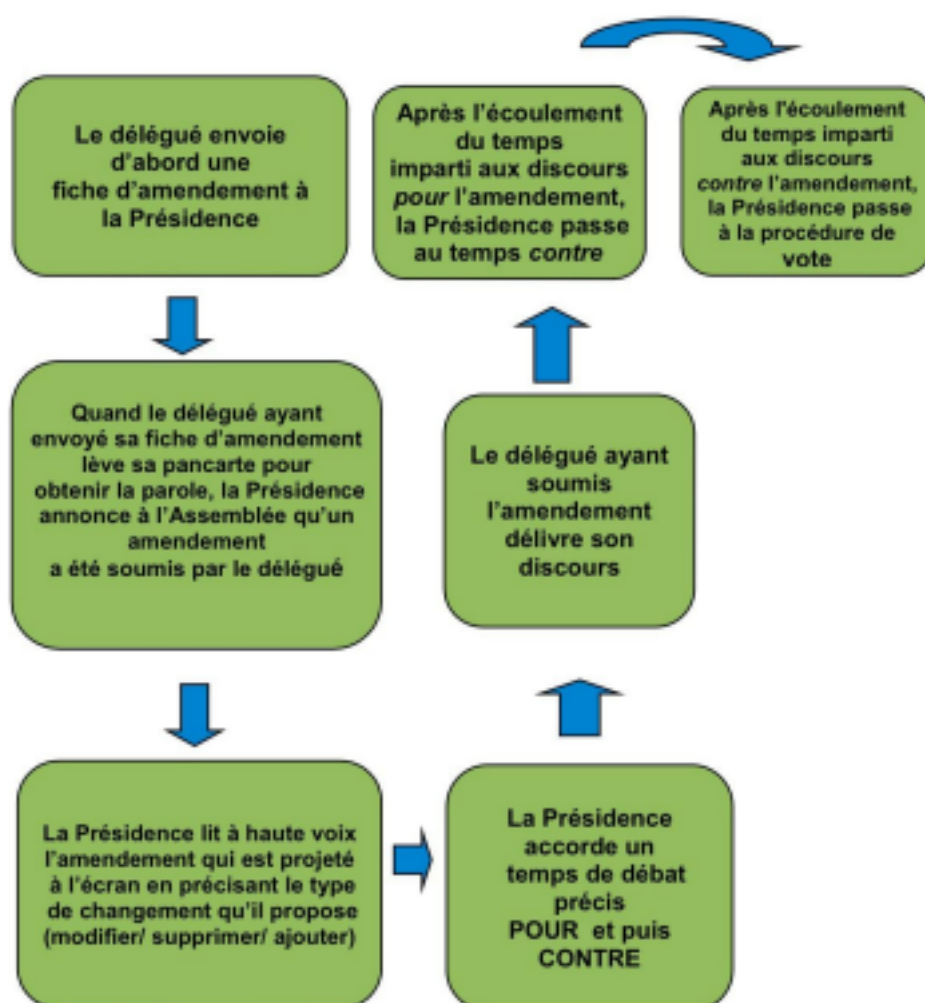 Le délégué envoie
d'abord une
fiche d'amendement à
la Présidence
Quand le délégué ayant
envoyé sa fiche d'amendement
lève sa pancarte pour
obtenir la parole, la Présidence
annonce à l'Assemblée qu'un
amendement
a été soumis par le délégué
La Présidence lit à haute voix
l'amendement qui est projeté
à l'écran en précisant le type
de changement qu'il propose
(modifier/ supprimer/ ajouter)
La Présidence
accorde un
temps de débat
précis
POUR et puis
CONTRE
Le délégué ayant
soumis
l'amendement
délivre son
discours
Après l'écoulement
du temps
imparti aux discours
pour l'amendement,
la Présidence passe
au temps contre
Après l'écoulement
du temps imparti
aux discours
contre l'amendement,
la Présidence passe
à la procédure de
vote